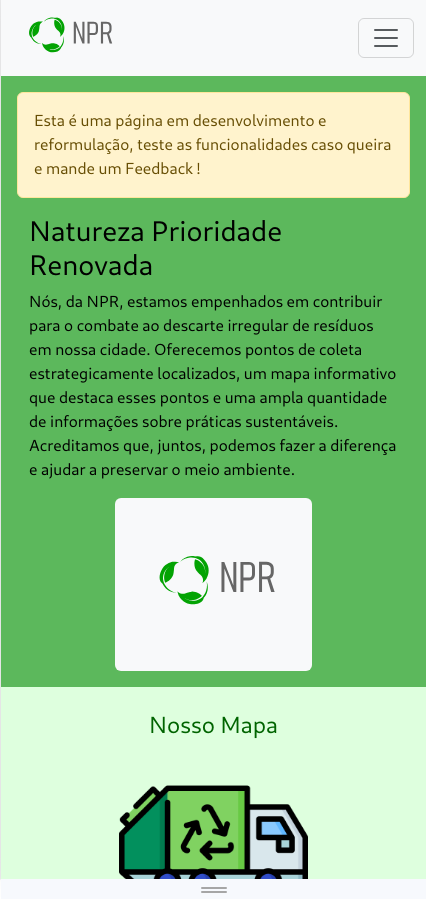 NPR
Esta é uma página em desenvolvimento e
reformulação, teste as funcionalidades caso queira
e mande um Feedback !
Natureza Prioridade
Renovada
Nós, da NPR, estamos empenhados em contribuir
para o combate ao descarte irregular de resíduos
em nossa cidade. Oferecemos pontos de coleta
estrategicamente localizados, um mapa informativo
que destaca esses pontos e uma ampla quantidade
de informações sobre práticas sustentáveis.
Acreditamos que, juntos, podemos fazer a diferença
e ajudar a preservar o meio ambiente.
NPR
Nosso Mapa